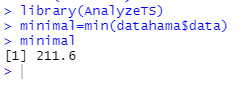 > library(AnalyzeTS)
> minimal=min(datahama$data)
> minimal
[1] 211.6
>